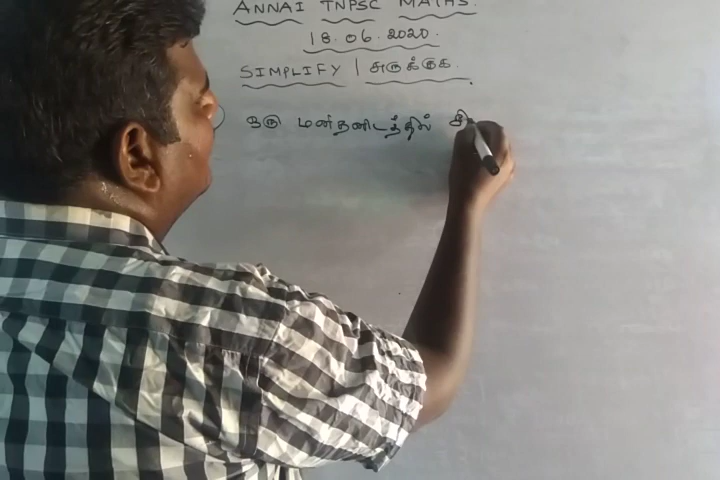 ANNAI TNPSC MATHS.
18.06.2020.
SIMPLIFY | சுருக்குக.
ஒரு மன்தனிடத்தில்